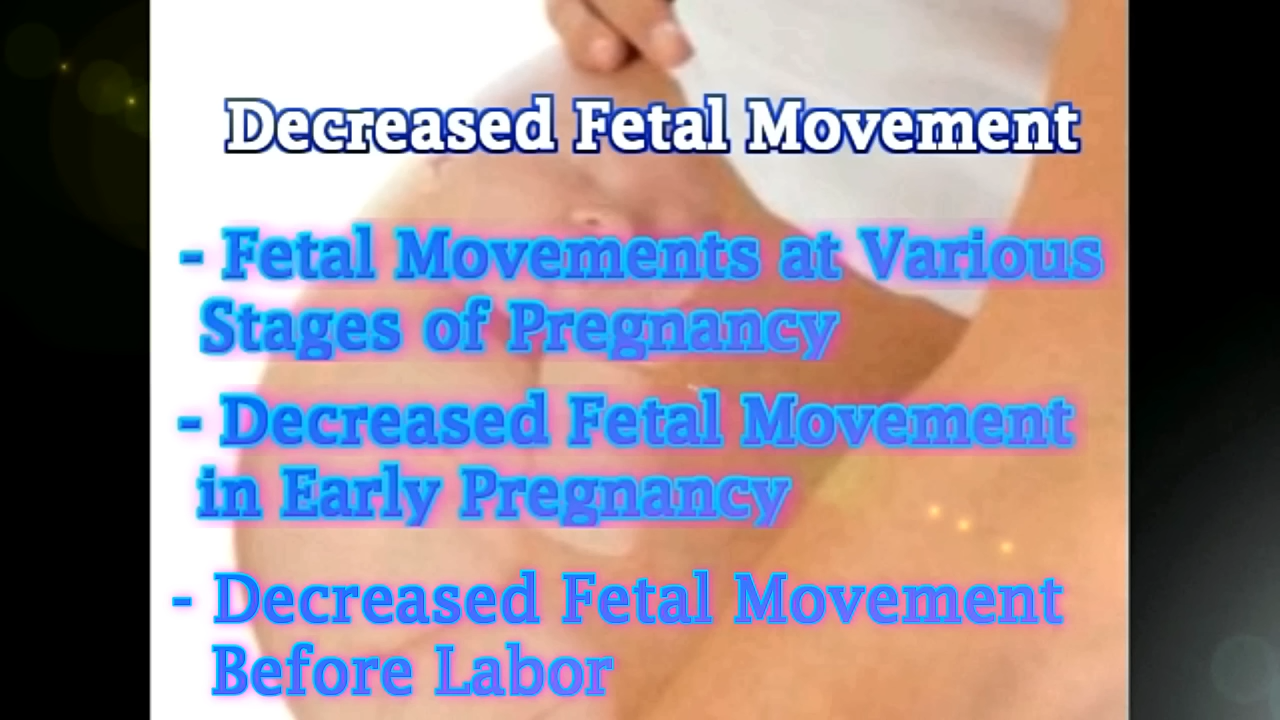 Decreased Fetal Movement
- Fetal Movements at Various
Stages of Pregnancy
- Decreased Fetal Movement
in Early Pregnancy
- Decreased Fetal Movement
Before Labor